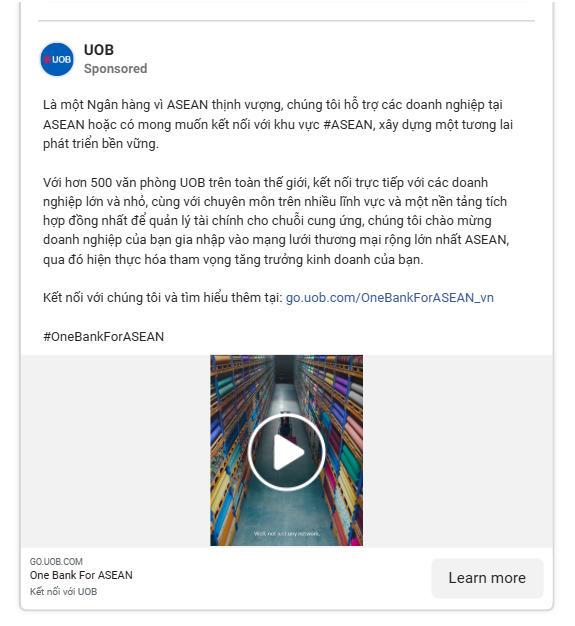 UOB
UOB
Sponsored
Là một Ngân hàng vì ASEAN thịnh vượng, chúng tôi hỗ trợ các doanh nghiệp tại
ASEAN hoặc có mong muốn kết nối với khu vực #ASEAN, xây dựng một tương lai
phát triển bền vững.
Với hơn 500 văn phòng UOB trên toàn thế giới, kết nối trực tiếp với các doanh
nghiệp lớn và nhỏ, cùng với chuyên môn trên nhiều lĩnh vực và một nền tảng tích
hợp đồng nhất để quản lý tài chính cho chuỗi cung ứng, chúng tôi chào mừng
doanh nghiệp của bạn gia nhập vào mạng lưới thương mại rộng lớn nhất ASEAN,
qua đó hiện thực hóa tham vọng tăng trưởng kinh doanh của bạn.
Kết nối với chúng tôi và tìm hiểu thêm tại: go.uob.com/OneBankForASEAN_vn
#OneBankForASEAN
Well, not just any network.
GO.UOB.COM
One Bank For ASEAN
Kết nối với UOB
Learn more